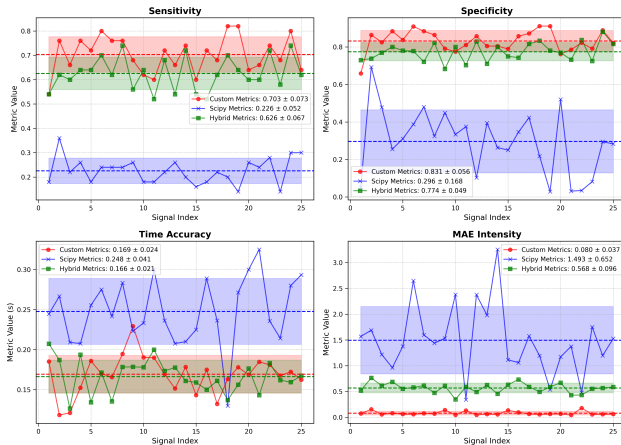 Sensitivity
Metric Value
0.8
0.7
0.6
0.5
0.4
0.3
0.2
Custom Metrics: 0.703 ± 0.073
Scipy Metrics: 0.226 ± 0.052
Hybrid Metrics: 0.626 ± 0.067
0 5 10 15 20 25
Signal Index
Specificity
Metric Value
0.8
0.6
0.4
0.2
0.0
Custom Metrics: 0.831 ± 0.056
Scipy Metrics: 0.296 ± 0.168
Hybrid Metrics: 0.774 ± 0.049
0 5 10 15 20 25
Signal Index
Time Accuracy
Metric Value (s)
0.30
0.25
0.20
0.15
Custom Metrics: 0.169 ± 0.024
Scipy Metrics: 0.248 ± 0.041
Hybrid Metrics: 0.166 ± 0.021
0 5 10 15 20 25
Signal Index
MAE Intensity
Metric Value
3.0
2.5
2.0
1.5
1.0
0.5
0.0
Custom Metrics: 0.080 ± 0.037
Scipy Metrics: 1.493 ± 0.652
Hybrid Metrics: 0.568 ± 0.096
0 5 10 15 20 25
Signal Index